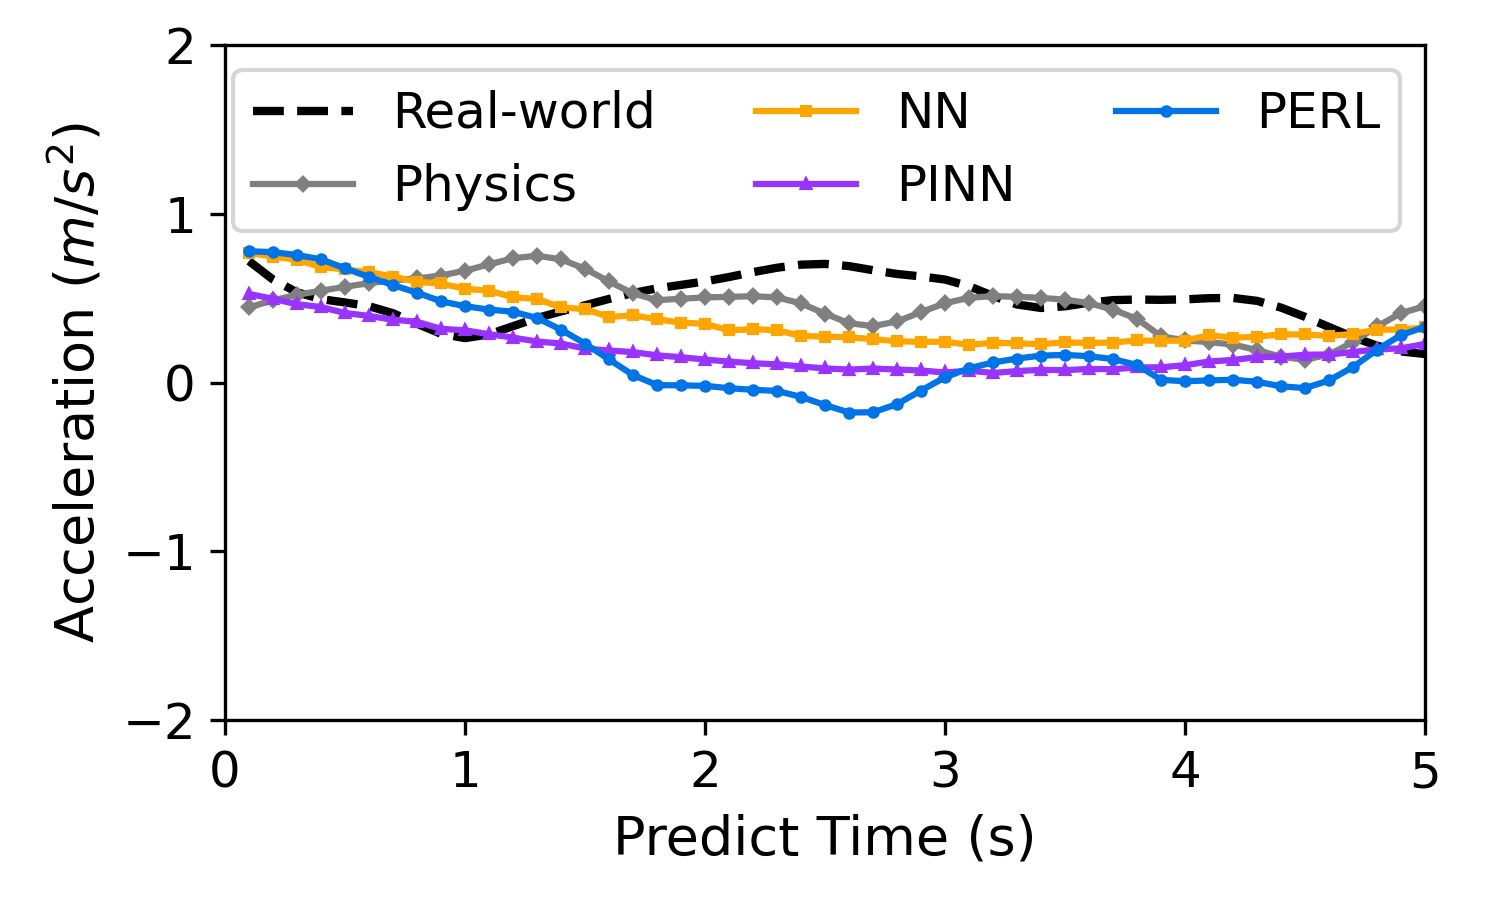 2
1
0
−1
−2
Acceleration (m/s²)
Real-world
Physics
NN
PINN
PERL
0 1 2 3 4 5
Predict Time (s)